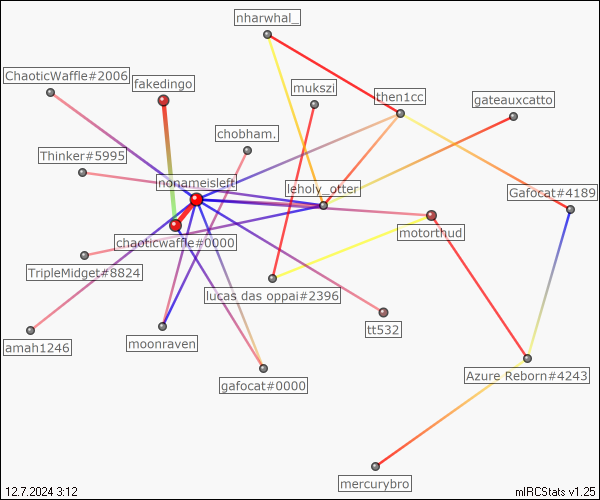 nharwhal_
ChaoticWaffle#2006
fakedingo
mukszi
then1cc
gateauxcatto
chobham.
Thinker#5995
nonameisleft
leholy_otter
Gafocat#4189
motorthud
chaoticwaffle#0000
TripleMidget#8824
lucas das oppai#2396
tt532
amah1246
moonraven
gafocat#0000
Azure Reborn#4243
mercurybro
12.7.2024 3:12
mIRCStats v1.25